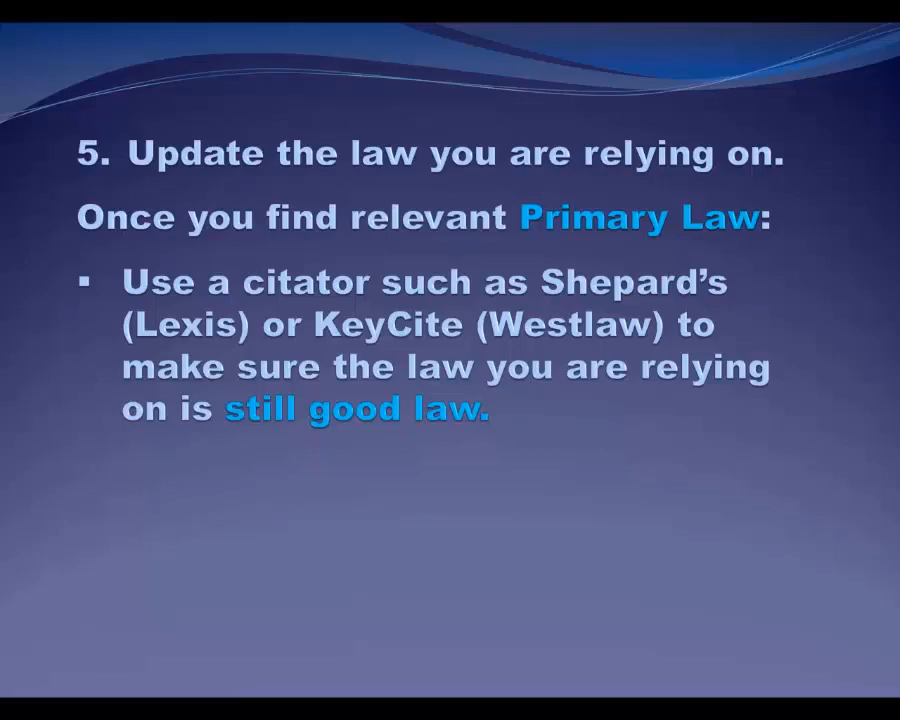 5. Update the law you are relying on.
Once you find relevant Primary Law:
▪ Use a citator such as Shepard’s
(Lexis) or KeyCite (Westlaw) to
make sure the law you are relying
on is still good law.